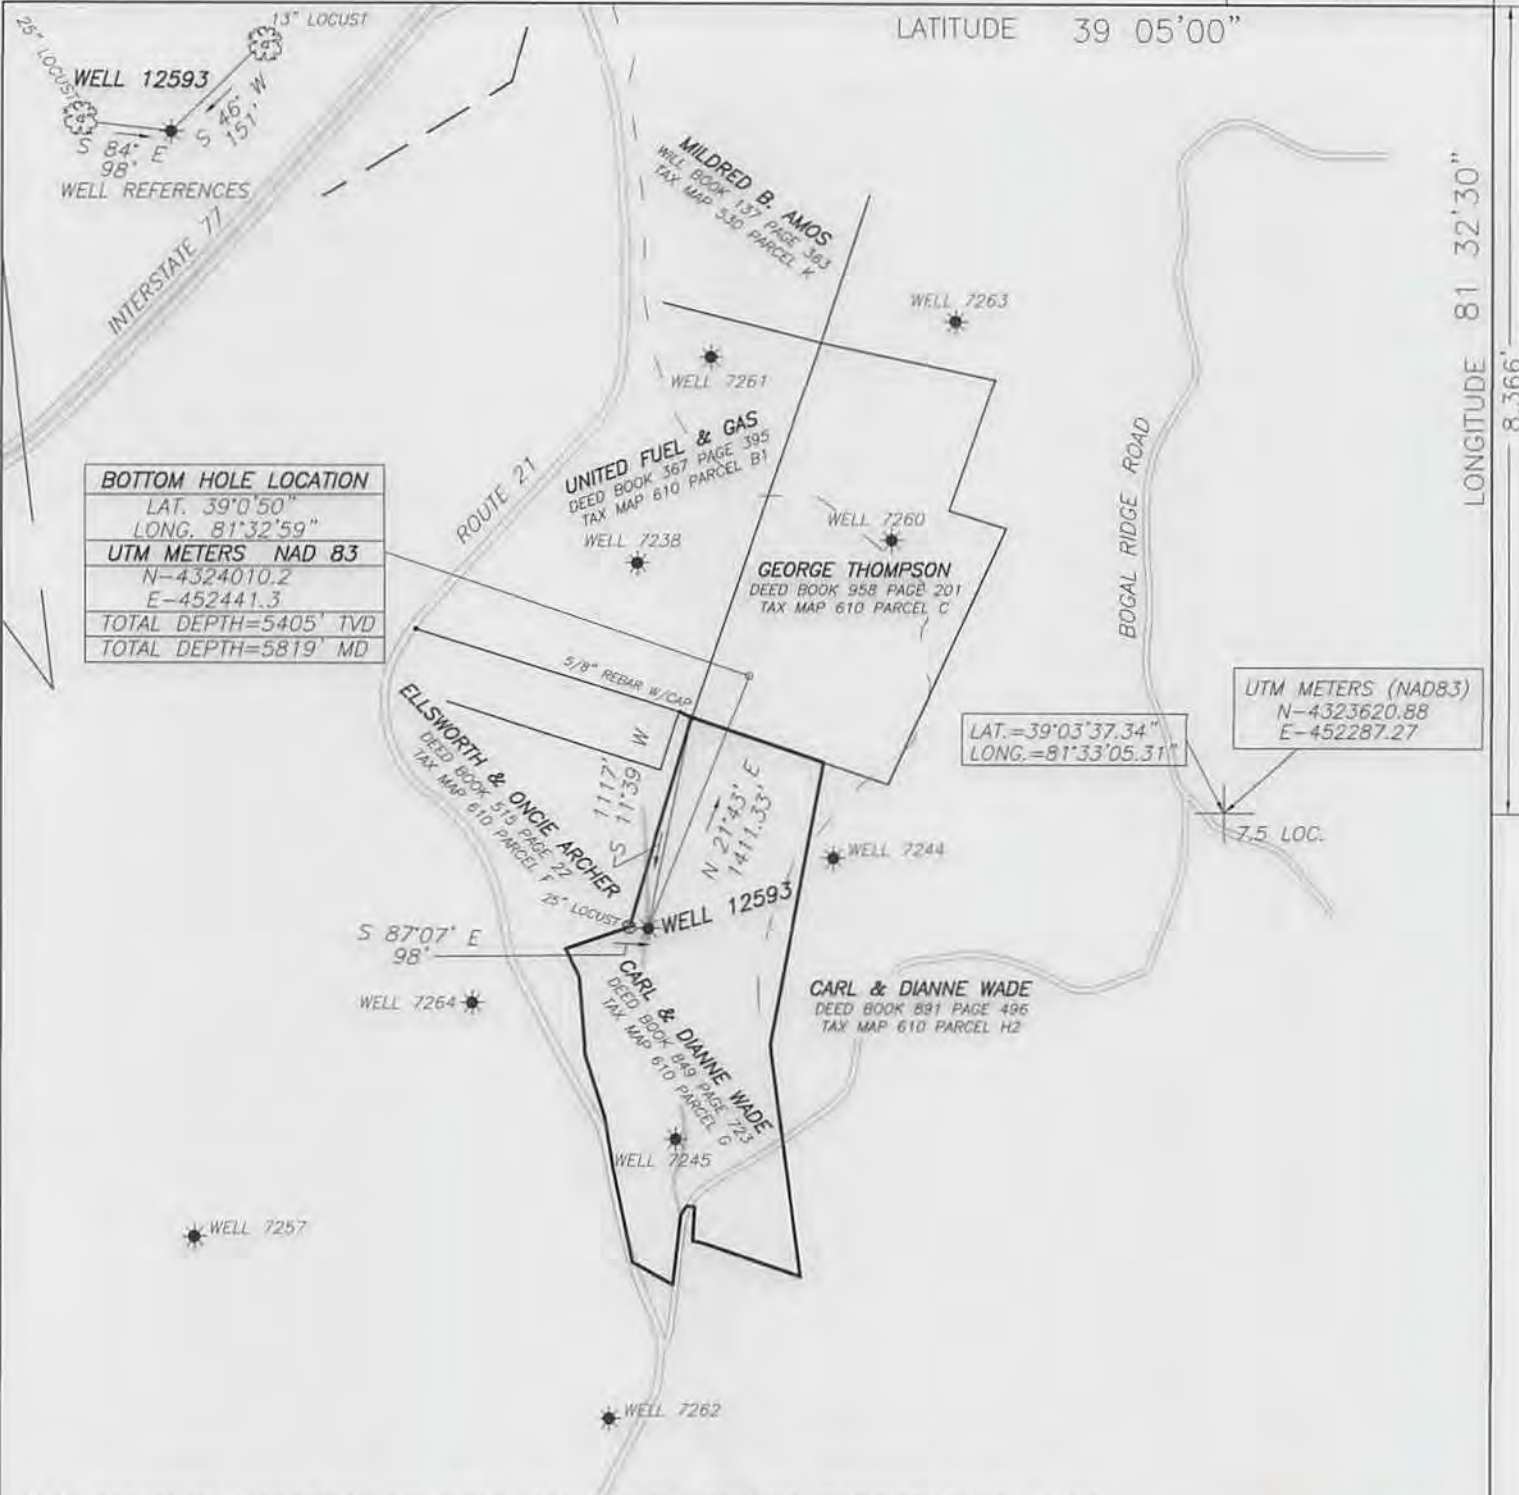 LATITUDE 39 05'00"
LONGITUDE 81 32'30"
8,366'
13" LOCUST
25" LOCUST
WELL 12593
S 46° W
151'
S 84° E
98'
WELL REFERENCES
INTERSTATE 77
MILDRED B. AMOS
WILL BOOK 137 PAGE 363
TAX MAP 530 PARCEL K
WELL 7263
WELL 7261
UNITED FUEL & GAS
DEED BOOK 367 PAGE 395
TAX MAP 610 PARCEL B1
ROUTE 21
BOTTOM HOLE LOCATION
LAT. 39°0'50"
LONG. 81°32'59"
UTM METERS NAD 83
N-4324010.2
E-452441.3
TOTAL DEPTH=5405' TVD
TOTAL DEPTH=5819' MD
WELL 7238
WELL 7260
GEORGE THOMPSON
DEED BOOK 958 PAGE 201
TAX MAP 610 PARCEL C
BOGAL RIDGE ROAD
5/8" REBAR W/CAP
UTM METERS (NAD83)
N-4323620.88
E-452287.27
LAT.=39°03'37.34"
LONG.=81°33'05.31"
7.5 LOC.
ELLSWORTH & ONCIE ARCHER
DEED BOOK 515 PAGE 22
TAX MAP 610 PARCEL F
1117'
S 11°39 W
N 21°43' E
1411.33'
WELL 7244
25" LOCUST
WELL 12593
S 87°07' E
98'
WELL 7264
CARL & DIANNE WADE
DEED BOOK 849 PAGE 723
TAX MAP 610 PARCEL G
CARL & DIANNE WADE
DEED BOOK 891 PAGE 496
TAX MAP 610 PARCEL H2
WELL 7245
WELL 7257
WELL 7262